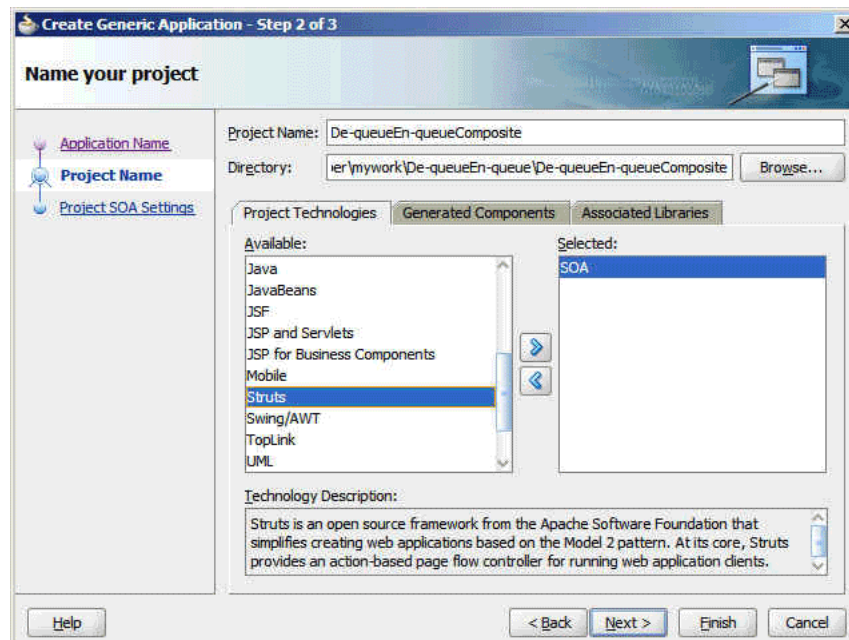 Create Generic Application - Step 2 of 3
Name your project
Application Name
Project Name
Project SOA Settings
Project Name: De-queueEn-queueComposite
Directory: er\mywork\De-queueEn-queue\De-queueEn-queueComposite Browse...
Project Technologies Generated Components Associated Libraries
Available: Selected:
Java SOA
JavaBeans
JSF
JSP and Servlets
JSP for Business Components
Mobile
Struts
Swing/AWT
TopLink
UML
Technology Description:
Struts is an open source framework from the Apache Software Foundation that
simplifies creating web applications based on the Model 2 pattern. At its core, Struts
provides an action-based page flow controller for running web application clients.
Help < Back Next > Finish Cancel